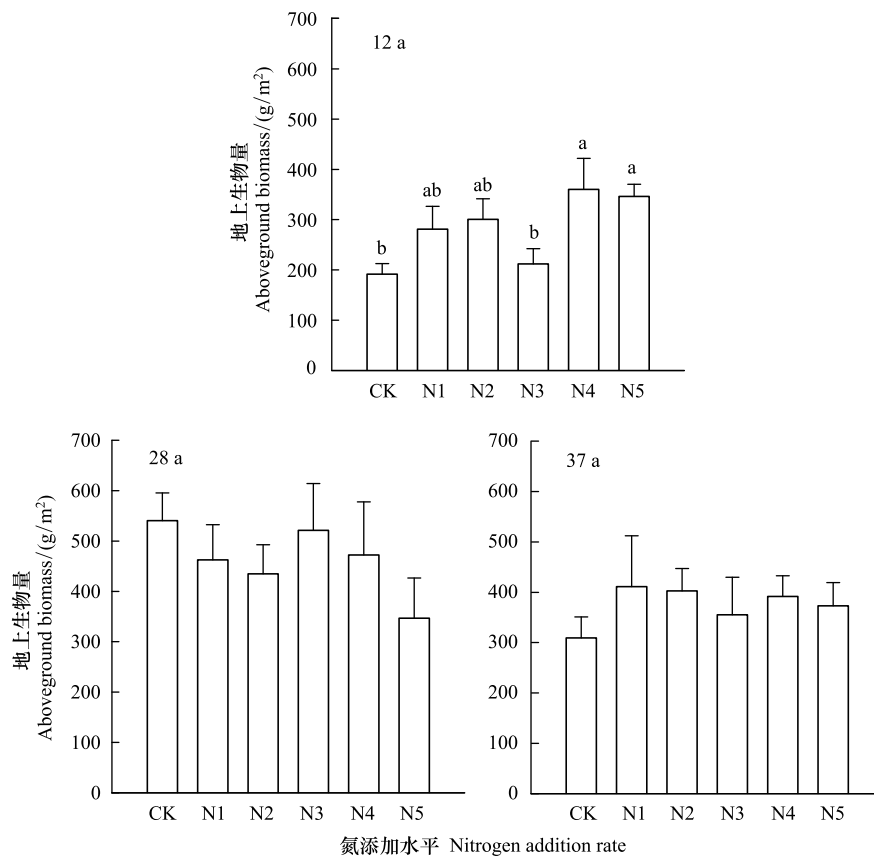 700
12 a
600
500
400
300
200
100
0
地上生物量
Aboveground biomass/(g/m²)
b
ab
ab
b
a
a
CK N1 N2 N3 N4 N5
700
28 a
600
500
400
300
200
100
0
地上生物量
Aboveground biomass/(g/m²)
CK N1 N2 N3 N4 N5
700
37 a
600
500
400
300
200
100
0
CK N1 N2 N3 N4 N5
氮添加水平 Nitrogen addition rate